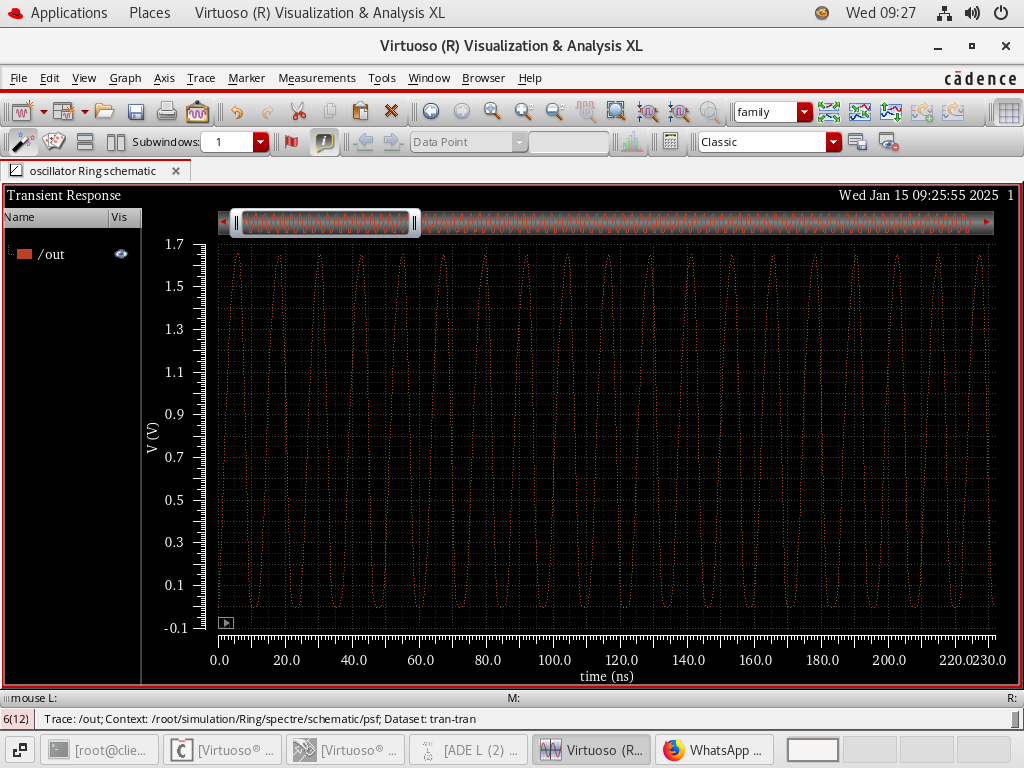 Applications Places Virtuoso (R) Visualization & Analysis XL Wed 09:27
Virtuoso (R) Visualization & Analysis XL
File Edit View Graph Axis Trace Marker Measurements Tools Window Browser Help cādence
family
Subwindows: 1 Data Point Classic
oscillator Ring schematic
Transient Response Wed Jan 15 09:25:55 2025 1
Name Vis
/out
1.7
1.5
1.3
1.1
0.9
0.7
0.5
0.3
0.1
-0.1
V (V)
0.0 20.0 40.0 60.0 80.0 100.0 120.0 140.0 160.0 180.0 200.0 220.0 230.0
time (ns)
mouse L: M: R:
6(12) Trace: /out; Context: /root/simulation/Ring/spectre/schematic/psf; Dataset: tran-tran
[root@clie... [Virtuoso® ... [Virtuoso® ... [ADE L (2) ... Virtuoso (R... WhatsApp ...